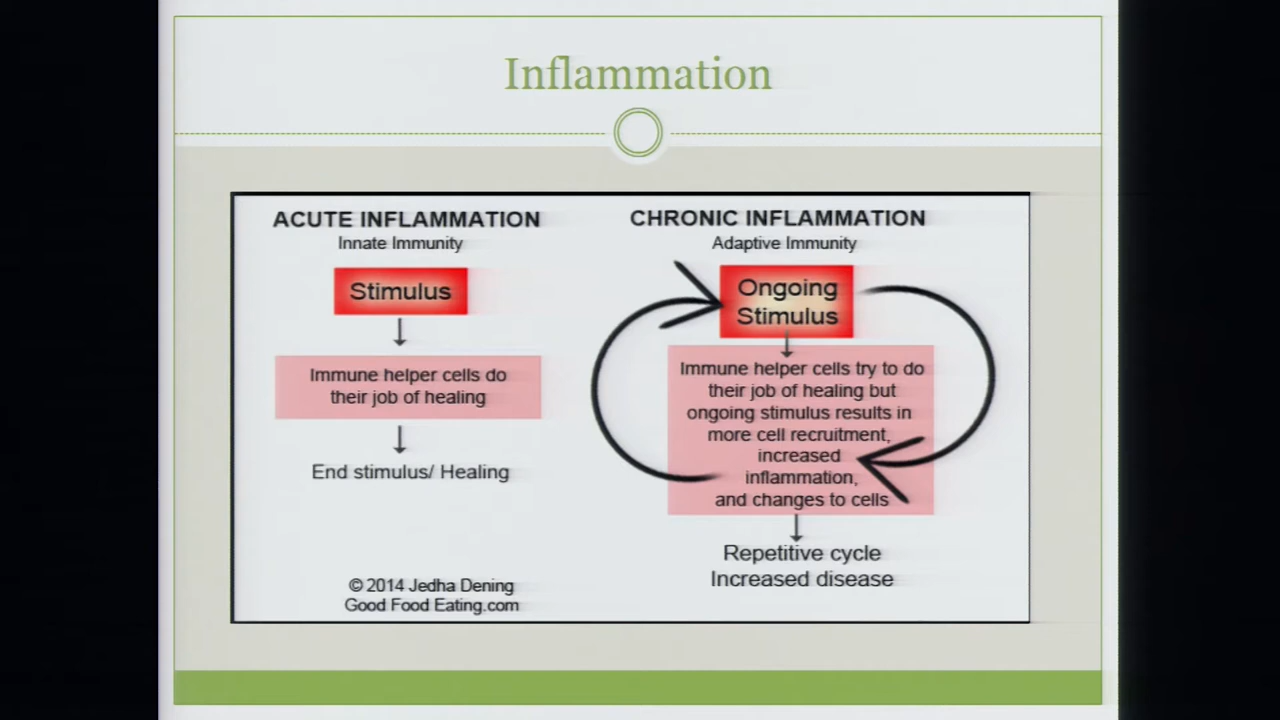 Inflammation
ACUTE INFLAMMATION
Innate Immunity
Stimulus
Immune helper cells do
their job of healing
End stimulus/ Healing
© 2014 Jedha Dening
Good Food Eating.com
CHRONIC INFLAMMATION
Adaptive Immunity
Ongoing
Stimulus
Immune helper cells try to do
their job of healing but
ongoing stimulus results in
more cell recruitment,
increased
inflammation,
and changes to cells
Repetitive cycle
Increased disease